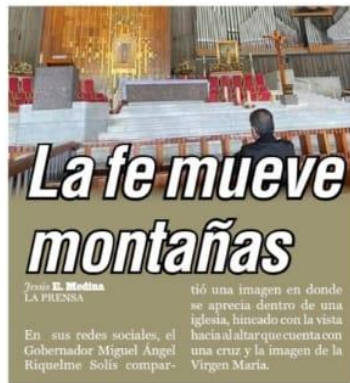 La fe mueve
montañas
Jesús E. Medina
LA PRENSA
En sus redes sociales, el
Gobernador Miguel Ángel
Riquelme Solís compar-
tió una imagen en donde
se aprecia dentro de una
iglesia, hincado con la vista
hacia al altar que cuenta con
una cruz y la imagen de la
Virgen María.